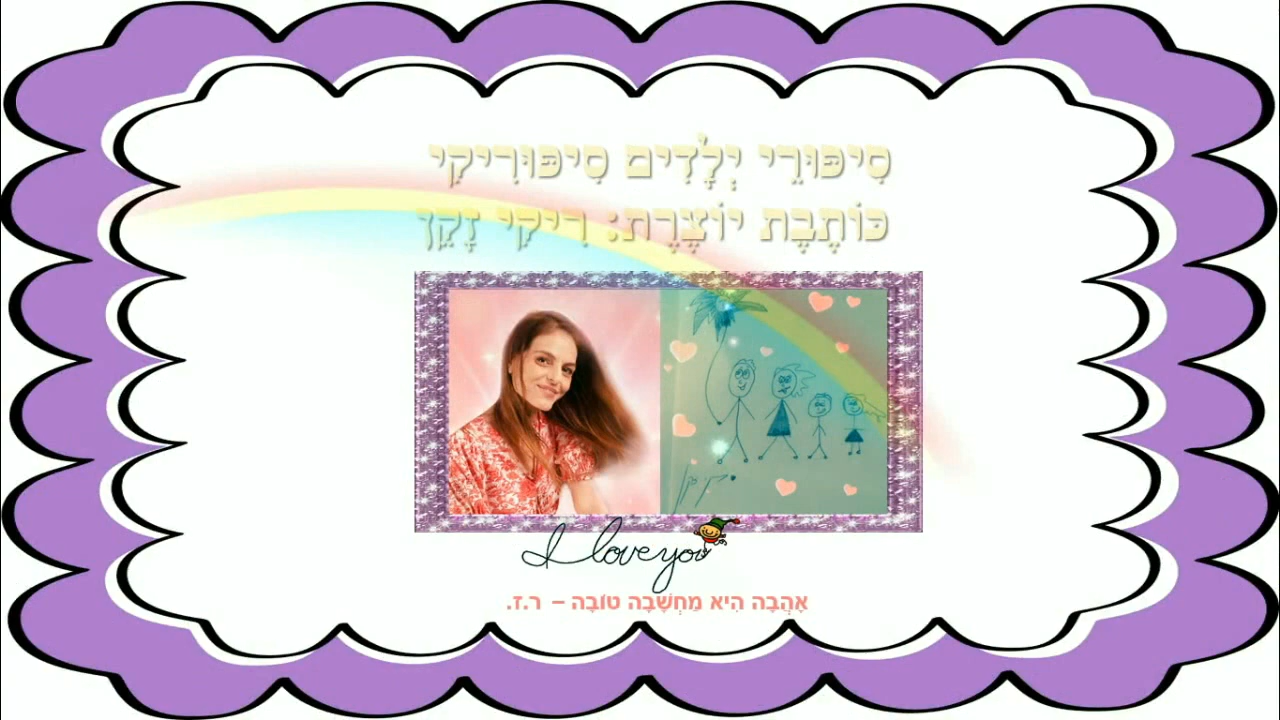 סִיפּוּרֵי יְלָדִים סִיפּוּרִיקִי
כּוֹתֶבֶת יוֹצֶרֶת: רִיקִי זָקֵן
I love you
אַהֲבָה הִיא מַחְשָׁבָה טוֹבָה – ר.ז.